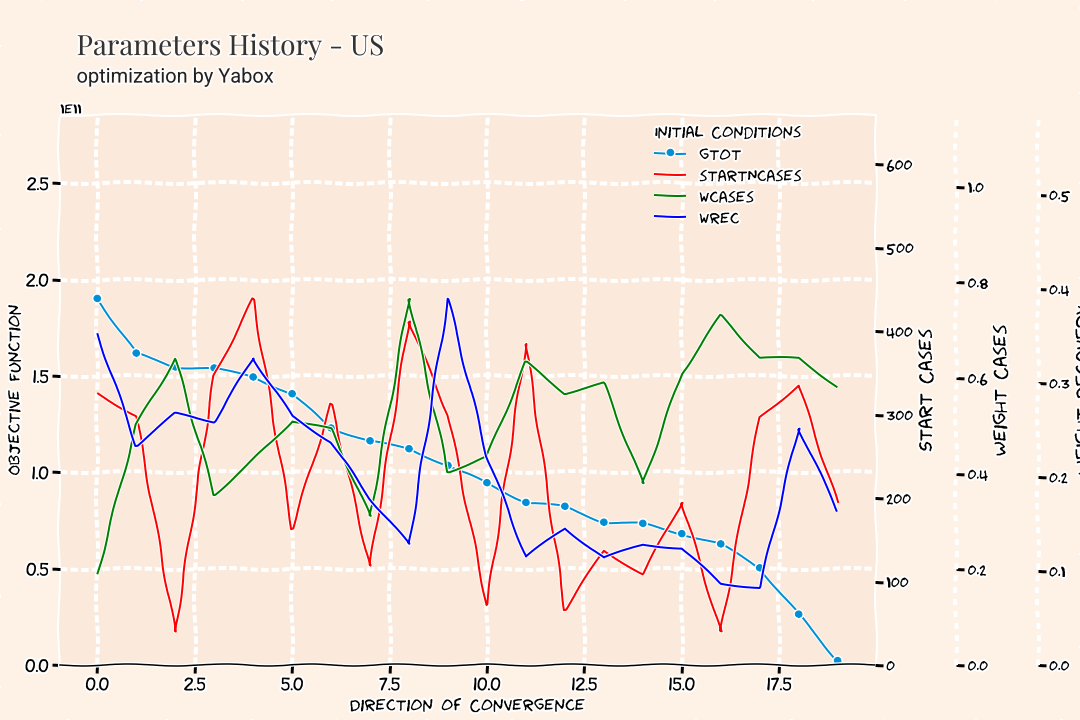 Parameters History - US
optimization by Yabox
1E11
INITIAL CONDITIONS
GTOT
STARTNCASES
WCASES
WREC
2.5
2.0
1.5
1.0
0.5
0.0
OBJECTIVE FUNCTION
0.0 2.5 5.0 7.5 10.0 12.5 15.0 17.5
DIRECTION OF CONVERGENCE
600
500
400
300
200
100
0
START CASES
1.0
0.8
0.6
0.4
0.2
0.0
WEIGHT CASES
0.5
0.4
0.3
0.2
0.1
0.0